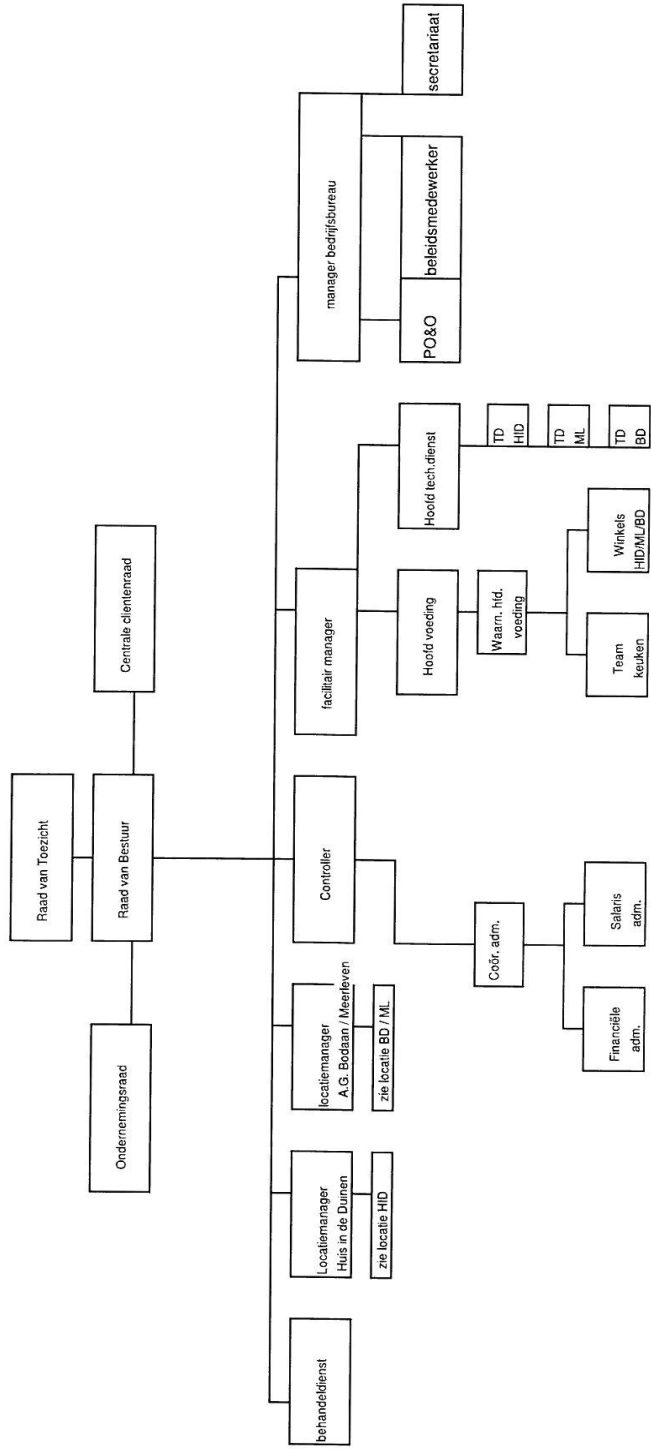 Raad van Toezicht
Ondernemingsraad
Raad van Bestuur
Centrale clientenraad
behandeldienst
Locatiemanager
Huis in de Duinen
zie locatie HID
locatiemanager
A.G. Bodaan / Meerleven
zie locatie BD / ML
Controller
Coör. adm.
Financiële
adm.
Salaris
adm.
facilitair manager
Hoofd voeding
Waarn. hfd.
voeding
Team
keuken
Winkels
HID/ML/BD
Hoofd tech.dienst
TD
HID
TD
ML
TD
BD
manager bedrijfsbureau
PO&O
beleidsmedewerker
secretariaat